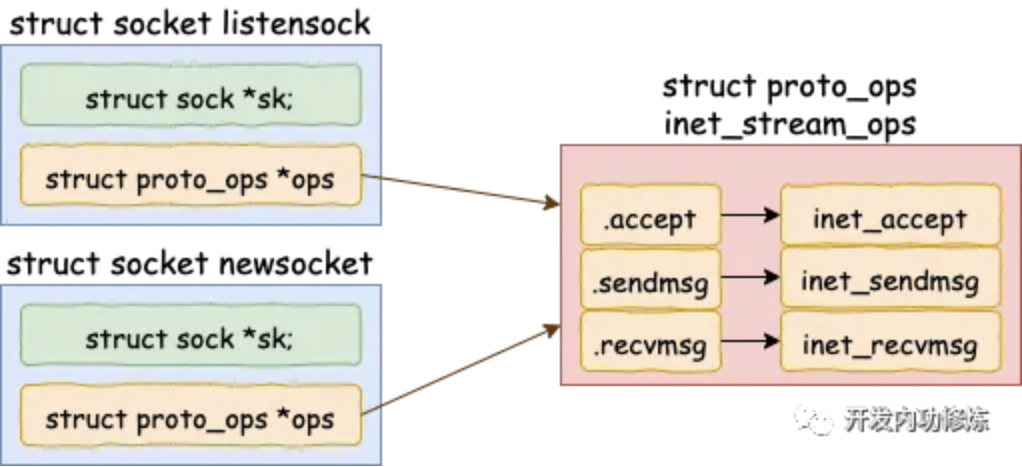 struct socket listensock
struct sock *sk;
struct proto_ops *ops
struct socket newsocket
struct sock *sk;
struct proto_ops *ops
struct proto_ops
inet_stream_ops
.accept
inet_accept
.sendmsg
inet_sendmsg
.recvmsg
inet_recvmsg
开发内功修炼